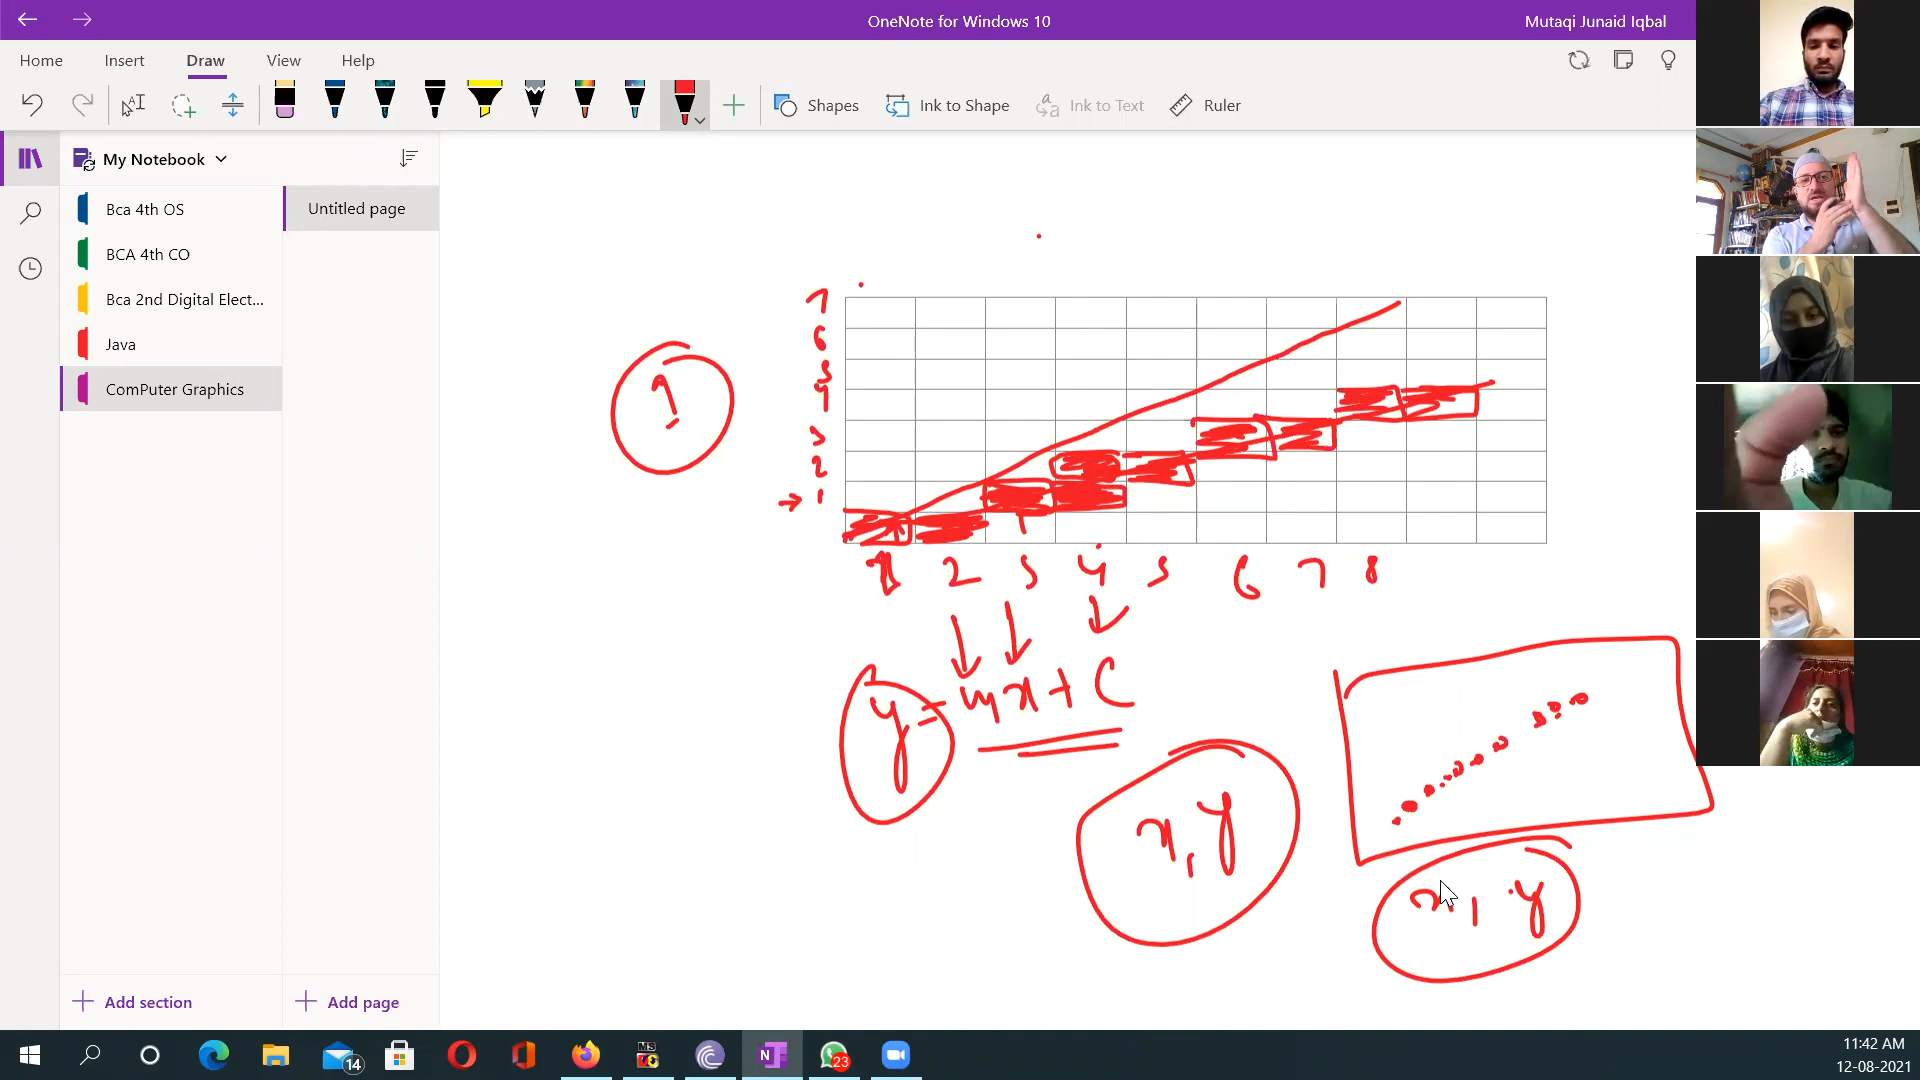 OneNote for Windows 10
Mutaqi Junaid Iqbal
Home Insert Draw View Help
Shapes Ink to Shape Ink to Text Ruler
My Notebook
Bca 4th OS
BCA 4th CO
Bca 2nd Digital Elect...
Java
ComPuter Graphics
Untitled page
7
6
5
4
3
2
1
2 3 4 5 6 7 8
y = mx + C
x, y
x, y
Add section
Add page
14
23
11:42 AM
12-08-2021